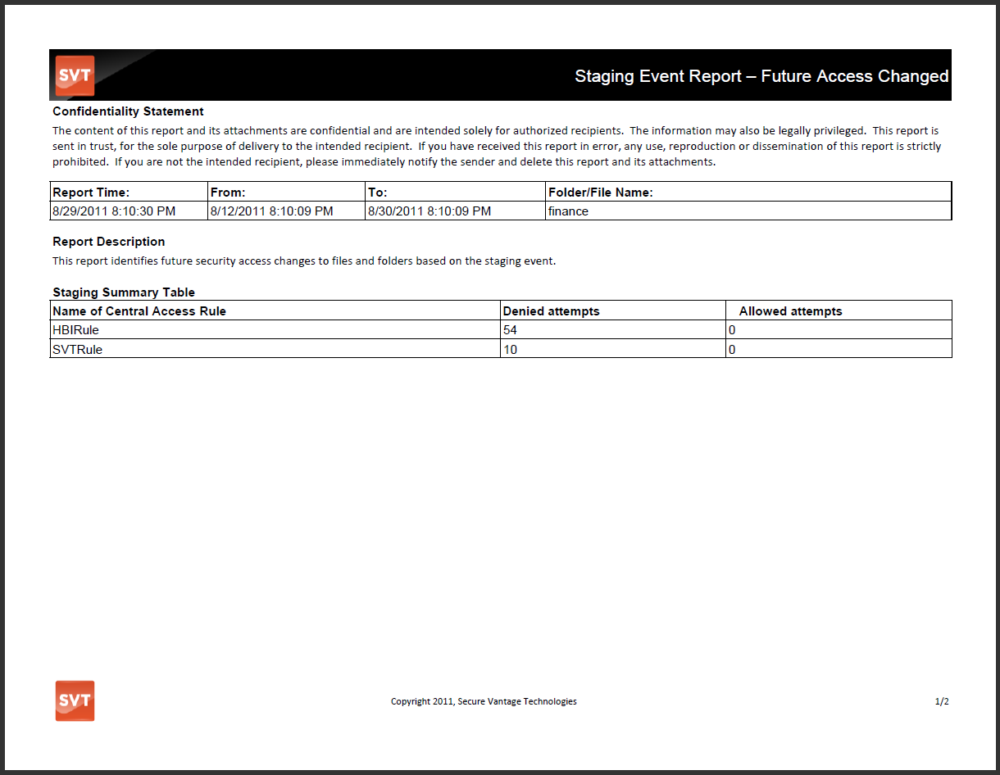 SVT
Staging Event Report – Future Access Changed
Confidentiality Statement
The content of this report and its attachments are confidential and are intended solely for authorized recipients.  The information may also be legally privileged.  This report is
sent in trust, for the sole purpose of delivery to the intended recipient.  If you have received this report in error, any use, reproduction or dissemination of this report is strictly
prohibited.  If you are not the intended recipient, please immediately notify the sender and delete this report and its attachments.
Report Time: From: To: Folder/File Name:
8/29/2011 8:10:30 PM 8/12/2011 8:10:09 PM 8/30/2011 8:10:09 PM finance
Report Description
This report identifies future security access changes to files and folders based on the staging event.
Staging Summary Table
Name of Central Access Rule Denied attempts Allowed attempts
HBIRule 54 0
SVTRule 10 0
SVT
Copyright 2011, Secure Vantage Technologies 1/2